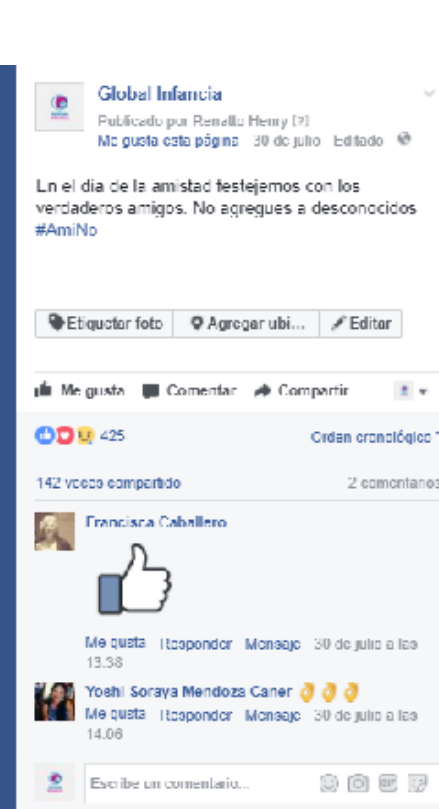 Global Infancia
Publicado por Renatto Henry [?]
Me gusta esta página 30 de julio Editado
En el dia de la amistad festejemos con los
verdaderos amigos. No agregues a desconocidos
#AmiNo
Etiquetar foto Agregar ubi... Editar
Me gusta Comentar Compartir
425 Orden cronológico
142 veces compartido 2 comentarios
Francisca Caballero
Me gusta Responder Mensaje 30 de julio a las
13:38
Yoshi Soraya Mendoza Caner
Me gusta Responder Mensaje 30 de julio a las
14:06
Escribe un comentario...